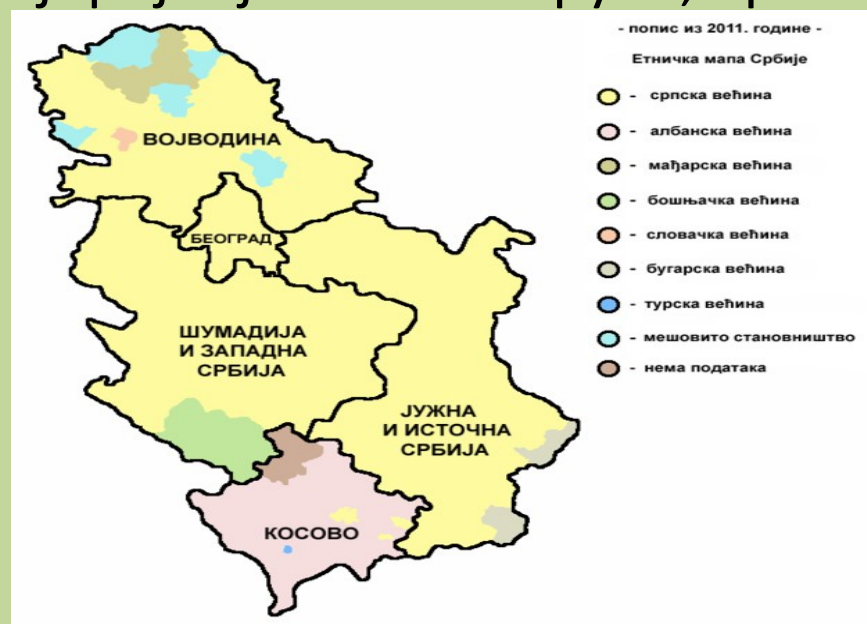 - попис из 2011. године -
Етничка мапа Србије
- српска већина
- албанска већина
- мађарска већина
- бошњачка већина
- словачка већина
- бугарска већина
- турска већина
- мешовито становништво
- нема података
ВОЈВОДИНА
БЕОГРАД
ШУМАДИЈА
И ЗАПАДНА
СРБИЈА
ЈУЖНА
И ИСТОЧНА
СРБИЈА
КОСОВО